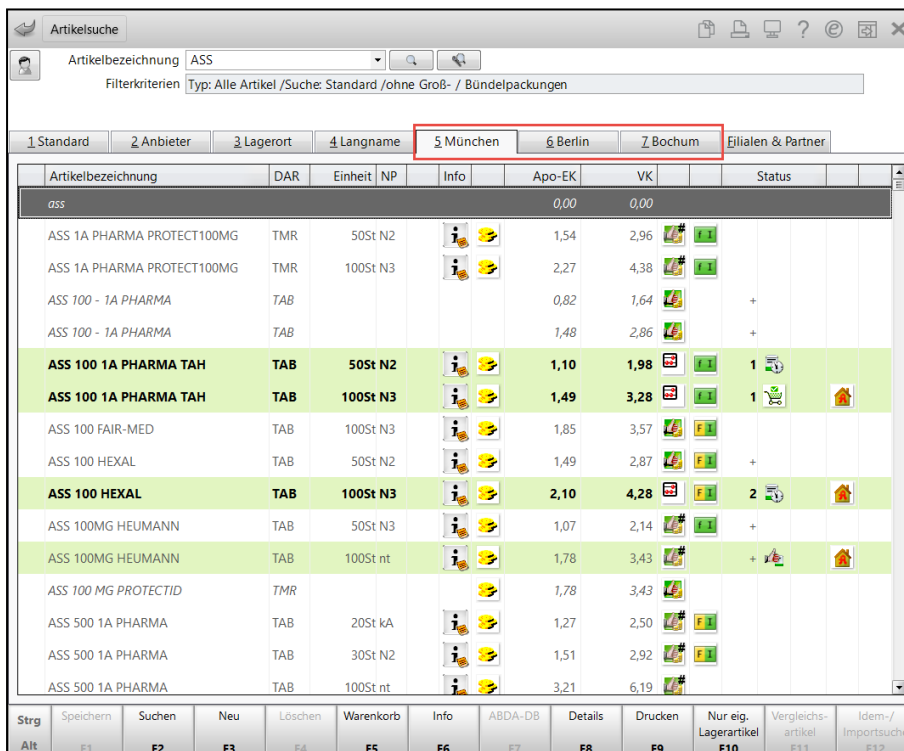 Artikelsuche
Artikelbezeichnung ASS
Filterkriterien Typ: Alle Artikel /Suche: Standard /ohne Groß- / Bündelpackungen
1 Standard 2 Anbieter 3 Lagerort 4 Langname 5 München 6 Berlin 7 Bochum Filialen & Partner
Artikelbezeichnung DAR Einheit NP Info Apo-EK VK Status
ass 0,00 0,00
ASS 1A PHARMA PROTECT100MG TMR 50St N2 1,54 2,96 f I
ASS 1A PHARMA PROTECT100MG TMR 100St N3 2,27 4,38 f I
ASS 100 - 1A PHARMA TAB 0,82 1,64 +
ASS 100 - 1A PHARMA TAB 1,48 2,86 +
ASS 100 1A PHARMA TAH TAB 50St N2 1,10 1,98 f I 1
ASS 100 1A PHARMA TAH TAB 100St N3 1,49 3,28 f I 1
ASS 100 FAIR-MED TAB 100St N3 1,85 3,57 F I
ASS 100 HEXAL TAB 50St N2 1,49 2,87 F I +
ASS 100 HEXAL TAB 100St N3 2,10 4,28 F I 2
ASS 100MG HEUMANN TAB 50St N3 1,07 2,14 f I +
ASS 100MG HEUMANN TAB 100St nt 1,78 3,43 +
ASS 100 MG PROTECTID TMR 1,78 3,43
ASS 500 1A PHARMA TAB 20St kA 1,27 2,50 F I
ASS 500 1A PHARMA TAB 30St N2 1,51 2,92 F I
ASS 500 1A PHARMA TAB 100St nt 3,21 6,19
Strg Speichern Suchen Neu Löschen Warenkorb Info ABDA-DB Details Drucken Nur eig. Lagerartikel Vergleichs-artikel Idem-/Importsuche
Alt F1 F2 F3 F4 F5 F6 F7 F8 F9 F10 F11 F12